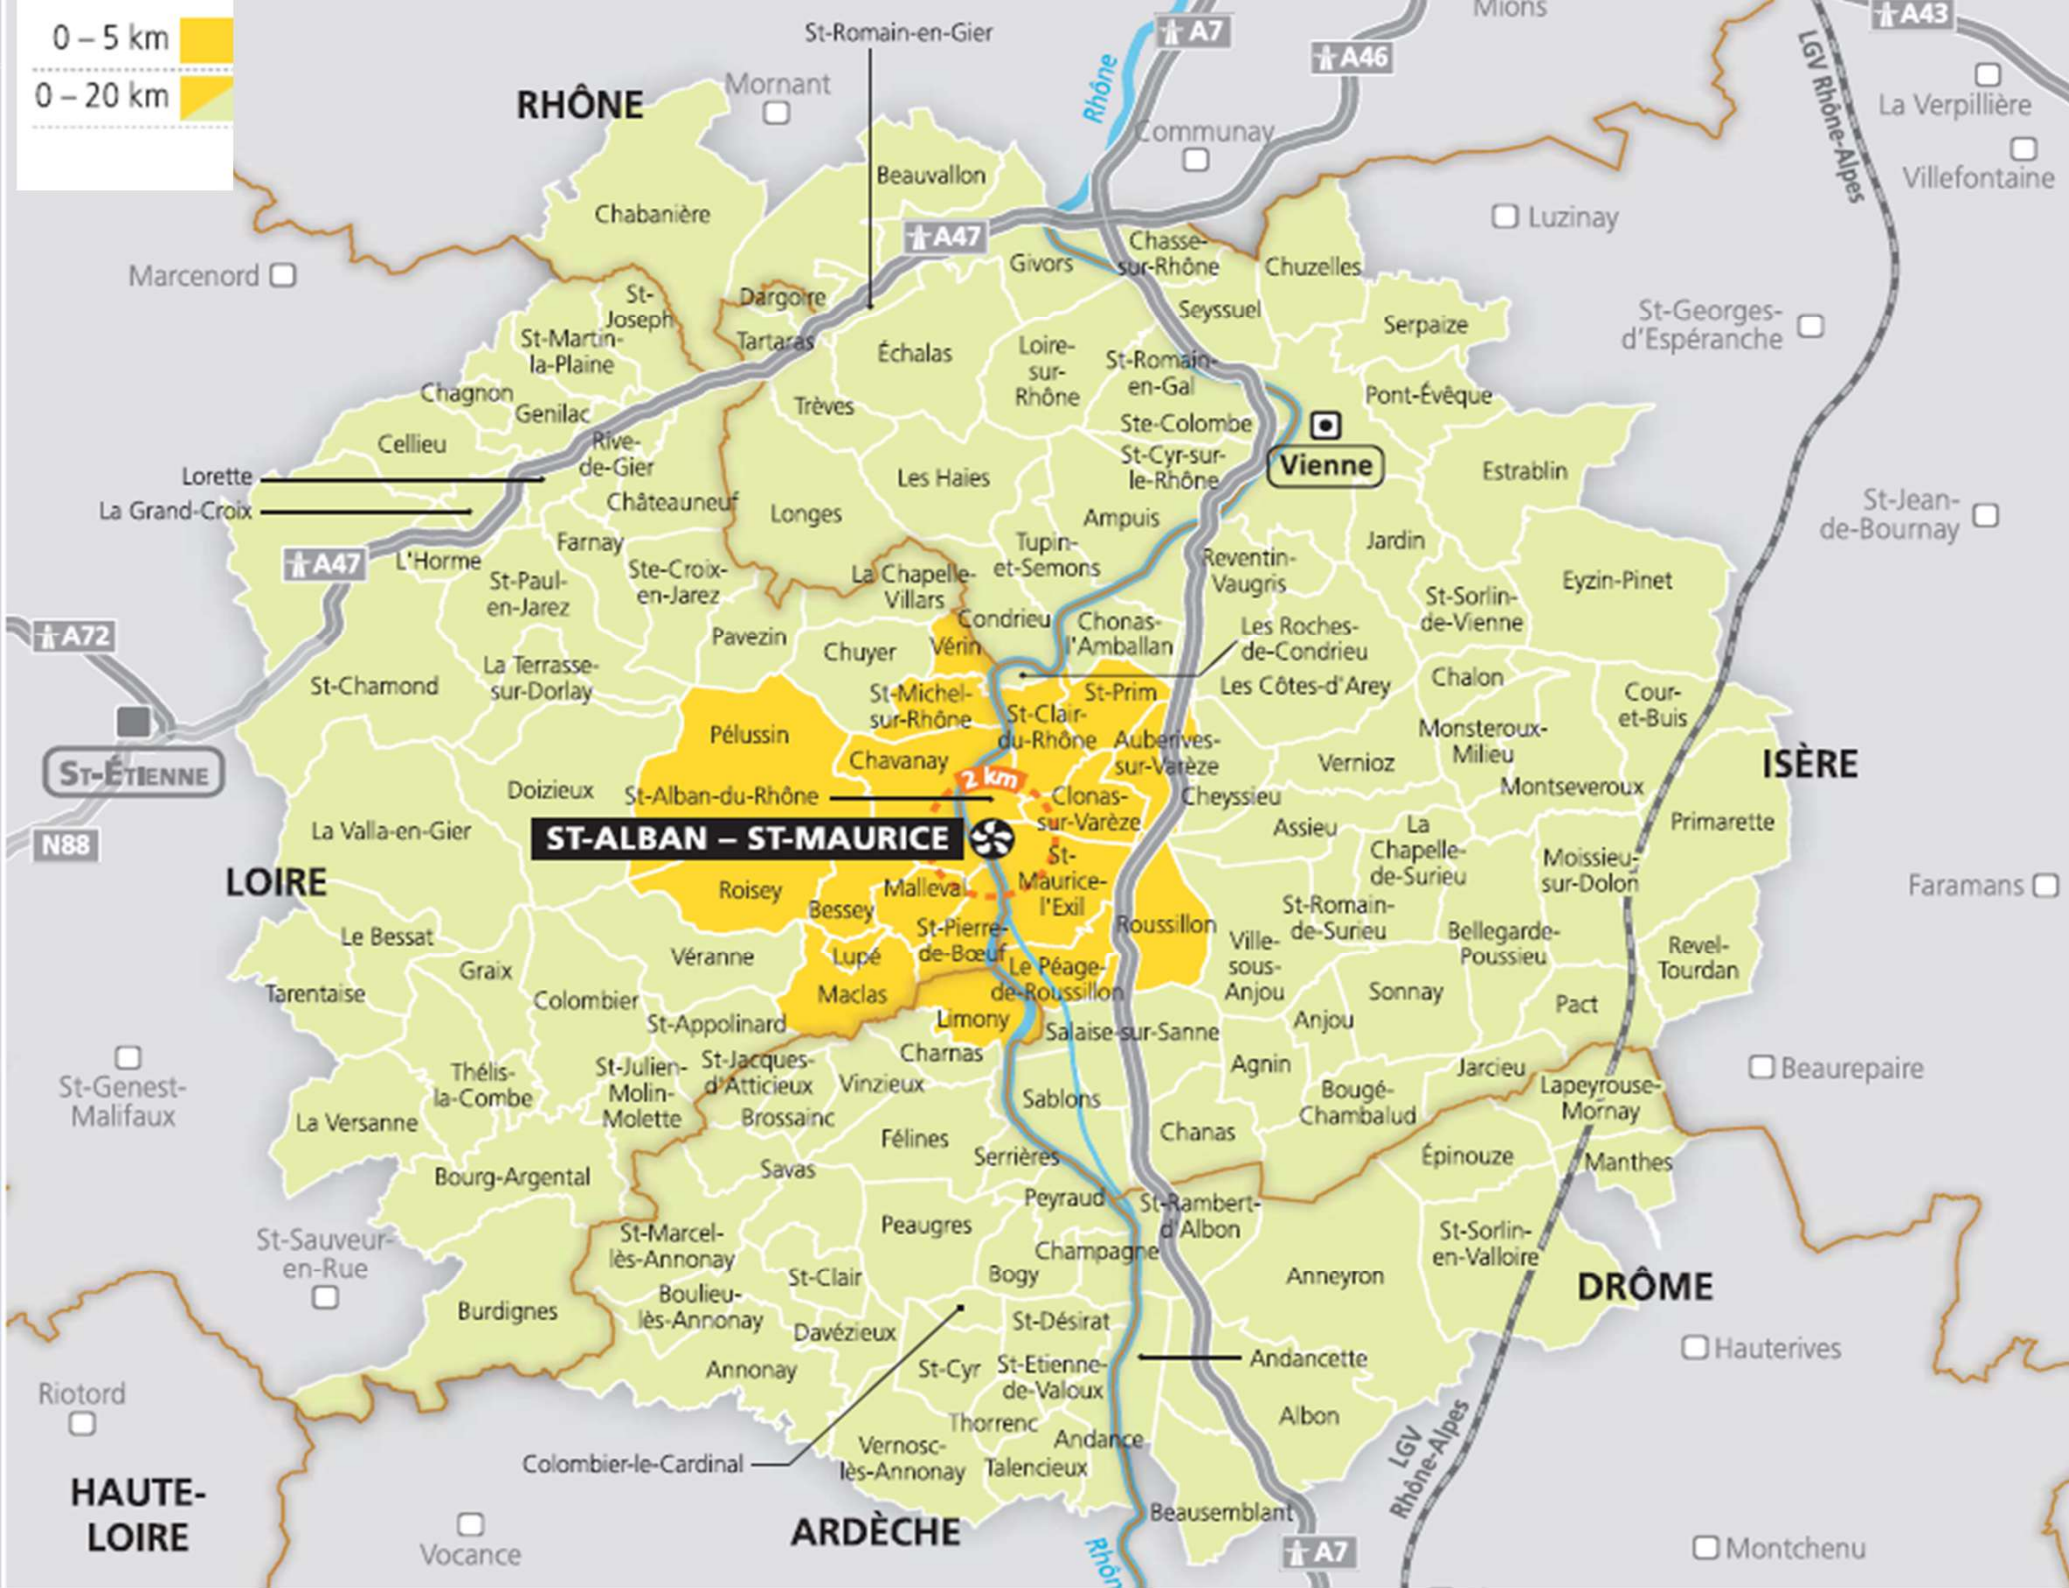 0 – 5 km
0 – 20 km
St-Romain-en-Gier
A7
Mions
A43
A46
RHÔNE
Mornant
Rhône
LGV Rhône-Alpes
La Verpillière
Communay
Villefontaine
Beauvallon
Chabanière
Luzinay
A47
Chasse-
sur-Rhône
Givors
Chuzelles
Marcenord
Dargoire
St-
Joseph
Seyssuel
Serpaize
St-Georges-
d'Espéranche
St-Martin-
la-Plaine
Tartaras
Échalas
Loire-
sur-
Rhône
St-Romain-
en-Gal
Chagnon
Genilac
Trèves
Pont-Évêque
Cellieu
Rive-
de-Gier
Ste-Colombe
Vienne
Lorette
St-Cyr-sur-
le-Rhône
Estrablin
Les Haies
La Grand-Croix
Châteauneuf
Longes
Ampuis
St-Jean-
de-Bournay
A47
L'Horme
Farnay
Tupin-
et-Semons
Jardin
Reventin-
Vaugris
St-Paul-
en-Jarez
Ste-Croix-
en-Jarez
La Chapelle-
Villars
Eyzin-Pinet
St-Sorlin-
de-Vienne
A72
Pavezin
Condrieu
Chonas-
l'Amballan
Les Roches-
de-Condrieu
Chuyer
Vérin
La Terrasse-
sur-Dorlay
St-Chamond
St-Michel-
sur-Rhône
St-Prim
Les Côtes-d'Arey
Chalon
Cour-
et-Buis
Pélussin
St-Clair-
du-Rhône
Auberives-
sur-Varèze
Monsteroux-
Milieu
ST-ÉTIENNE
Chavanay
2 km
Vernioz
ISÈRE
Doizieux
St-Alban-du-Rhône
Clonas-
sur-Varèze
Cheyssieu
Montseveroux
N88
La Valla-en-Gier
ST-ALBAN – ST-MAURICE
Assieu
La
Chapelle-
de-Surieu
Primarette
LOIRE
Roisey
Malleval
St-
Maurice-
l'Exil
Moissieu-
sur-Dolon
Faramans
Bessey
Roussillon
St-Romain-
de-Surieu
Le Bessat
St-Pierre-
de-Bœuf
Ville-
sous-
Anjou
Bellegarde-
Poussieu
Revel-
Tourdan
Graix
Véranne
Lupé
Le Péage-
de-Roussillon
Tarentaise
Colombier
Maclas
Sonnay
Pact
St-Appolinard
Limony
Salaise-sur-Sanne
Anjou
St-Genest-
Malifaux
Thélis-
la-Combe
St-Julien-
Molin-
Molette
St-Jacques-
d'Atticieux
Charnas
Vinzieux
Agnin
Jarcieu
Beaurepaire
Sablons
Bougé-
Chambalud
Lapeyrouse-
Mornay
La Versanne
Brossainc
Félines
Chanas
Bourg-Argental
Savas
Serrières
Épinouze
Manthes
Peyraud
St-Rambert-
d'Albon
St-Sauveur-
en-Rue
St-Marcel-
lès-Annonay
Peaugres
Champagne
St-Sorlin-
en-Valloire
St-Clair
Bogy
Anneyron
DRÔME
Burdignes
Boulieu-
lès-Annonay
Davézieux
St-Désirat
Hauterives
Annonay
St-Cyr
St-Etienne-
de-Valoux
Andancette
Riotord
Thorrenc
Andance
Albon
LGV
Rhône-Alpes
Colombier-le-Cardinal
Vernosc-
lès-Annonay
Talencieux
HAUTE-
LOIRE
Vocance
ARDÈCHE
Beausemblant
Rhôn
A7
Montchenu